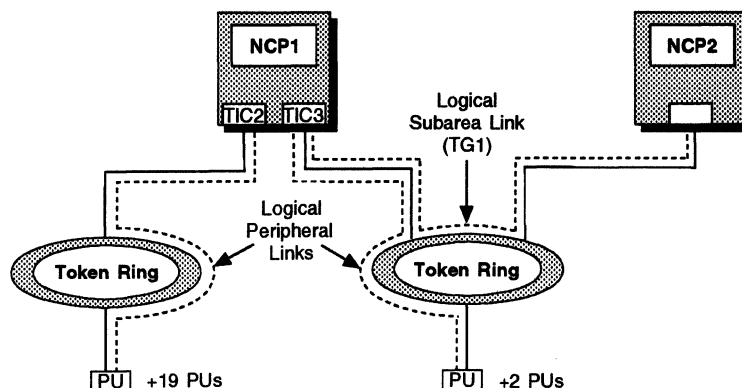 NCP1
NCP2
TIC2
TIC3
Logical
Subarea Link
(TG1)
Logical
Peripheral
Links
Token Ring
Token Ring
PU
+19 PUs
PU
+2 PUs